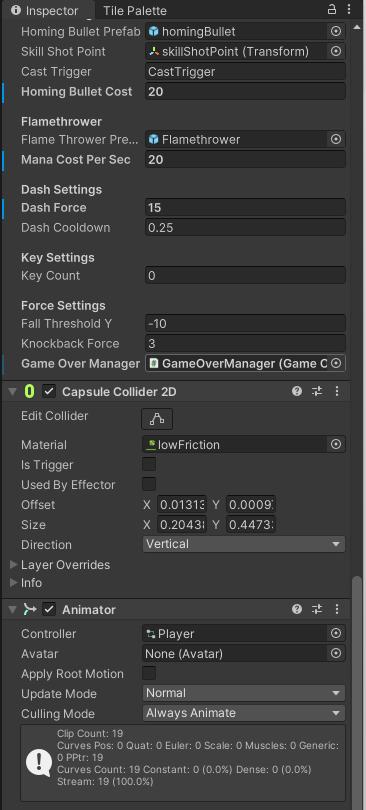 Inspector Tile Palette
Homing Bullet Prefab homingBullet
Skill Shot Point skillShotPoint (Transform)
Cast Trigger CastTrigger
Homing Bullet Cost 20
Flamethrower
Flame Thrower Pre... Flamethrower
Mana Cost Per Sec 20
Dash Settings
Dash Force 15
Dash Cooldown 0.25
Key Settings
Key Count 0
Force Settings
Fall Threshold Y -10
Knockback Force 3
Game Over Manager GameOverManager (Game O
Capsule Collider 2D
Edit Collider
Material lowFriction
Is Trigger
Used By Effector
Offset X 0.0131 Y 0.0009
Size X 0.2043 Y 0.4473
Direction Vertical
Layer Overrides
Info
Animator
Controller Player
Avatar None (Avatar)
Apply Root Motion
Update Mode Normal
Culling Mode Always Animate
Clip Count: 19
Curves Pos: 0 Quat: 0 Euler: 0 Scale: 0 Muscles: 0 Generic:
0 PPtr: 19
Curves Count: 19 Constant: 0 (0.0%) Dense: 0 (0.0%)
Stream: 19 (100.0%)